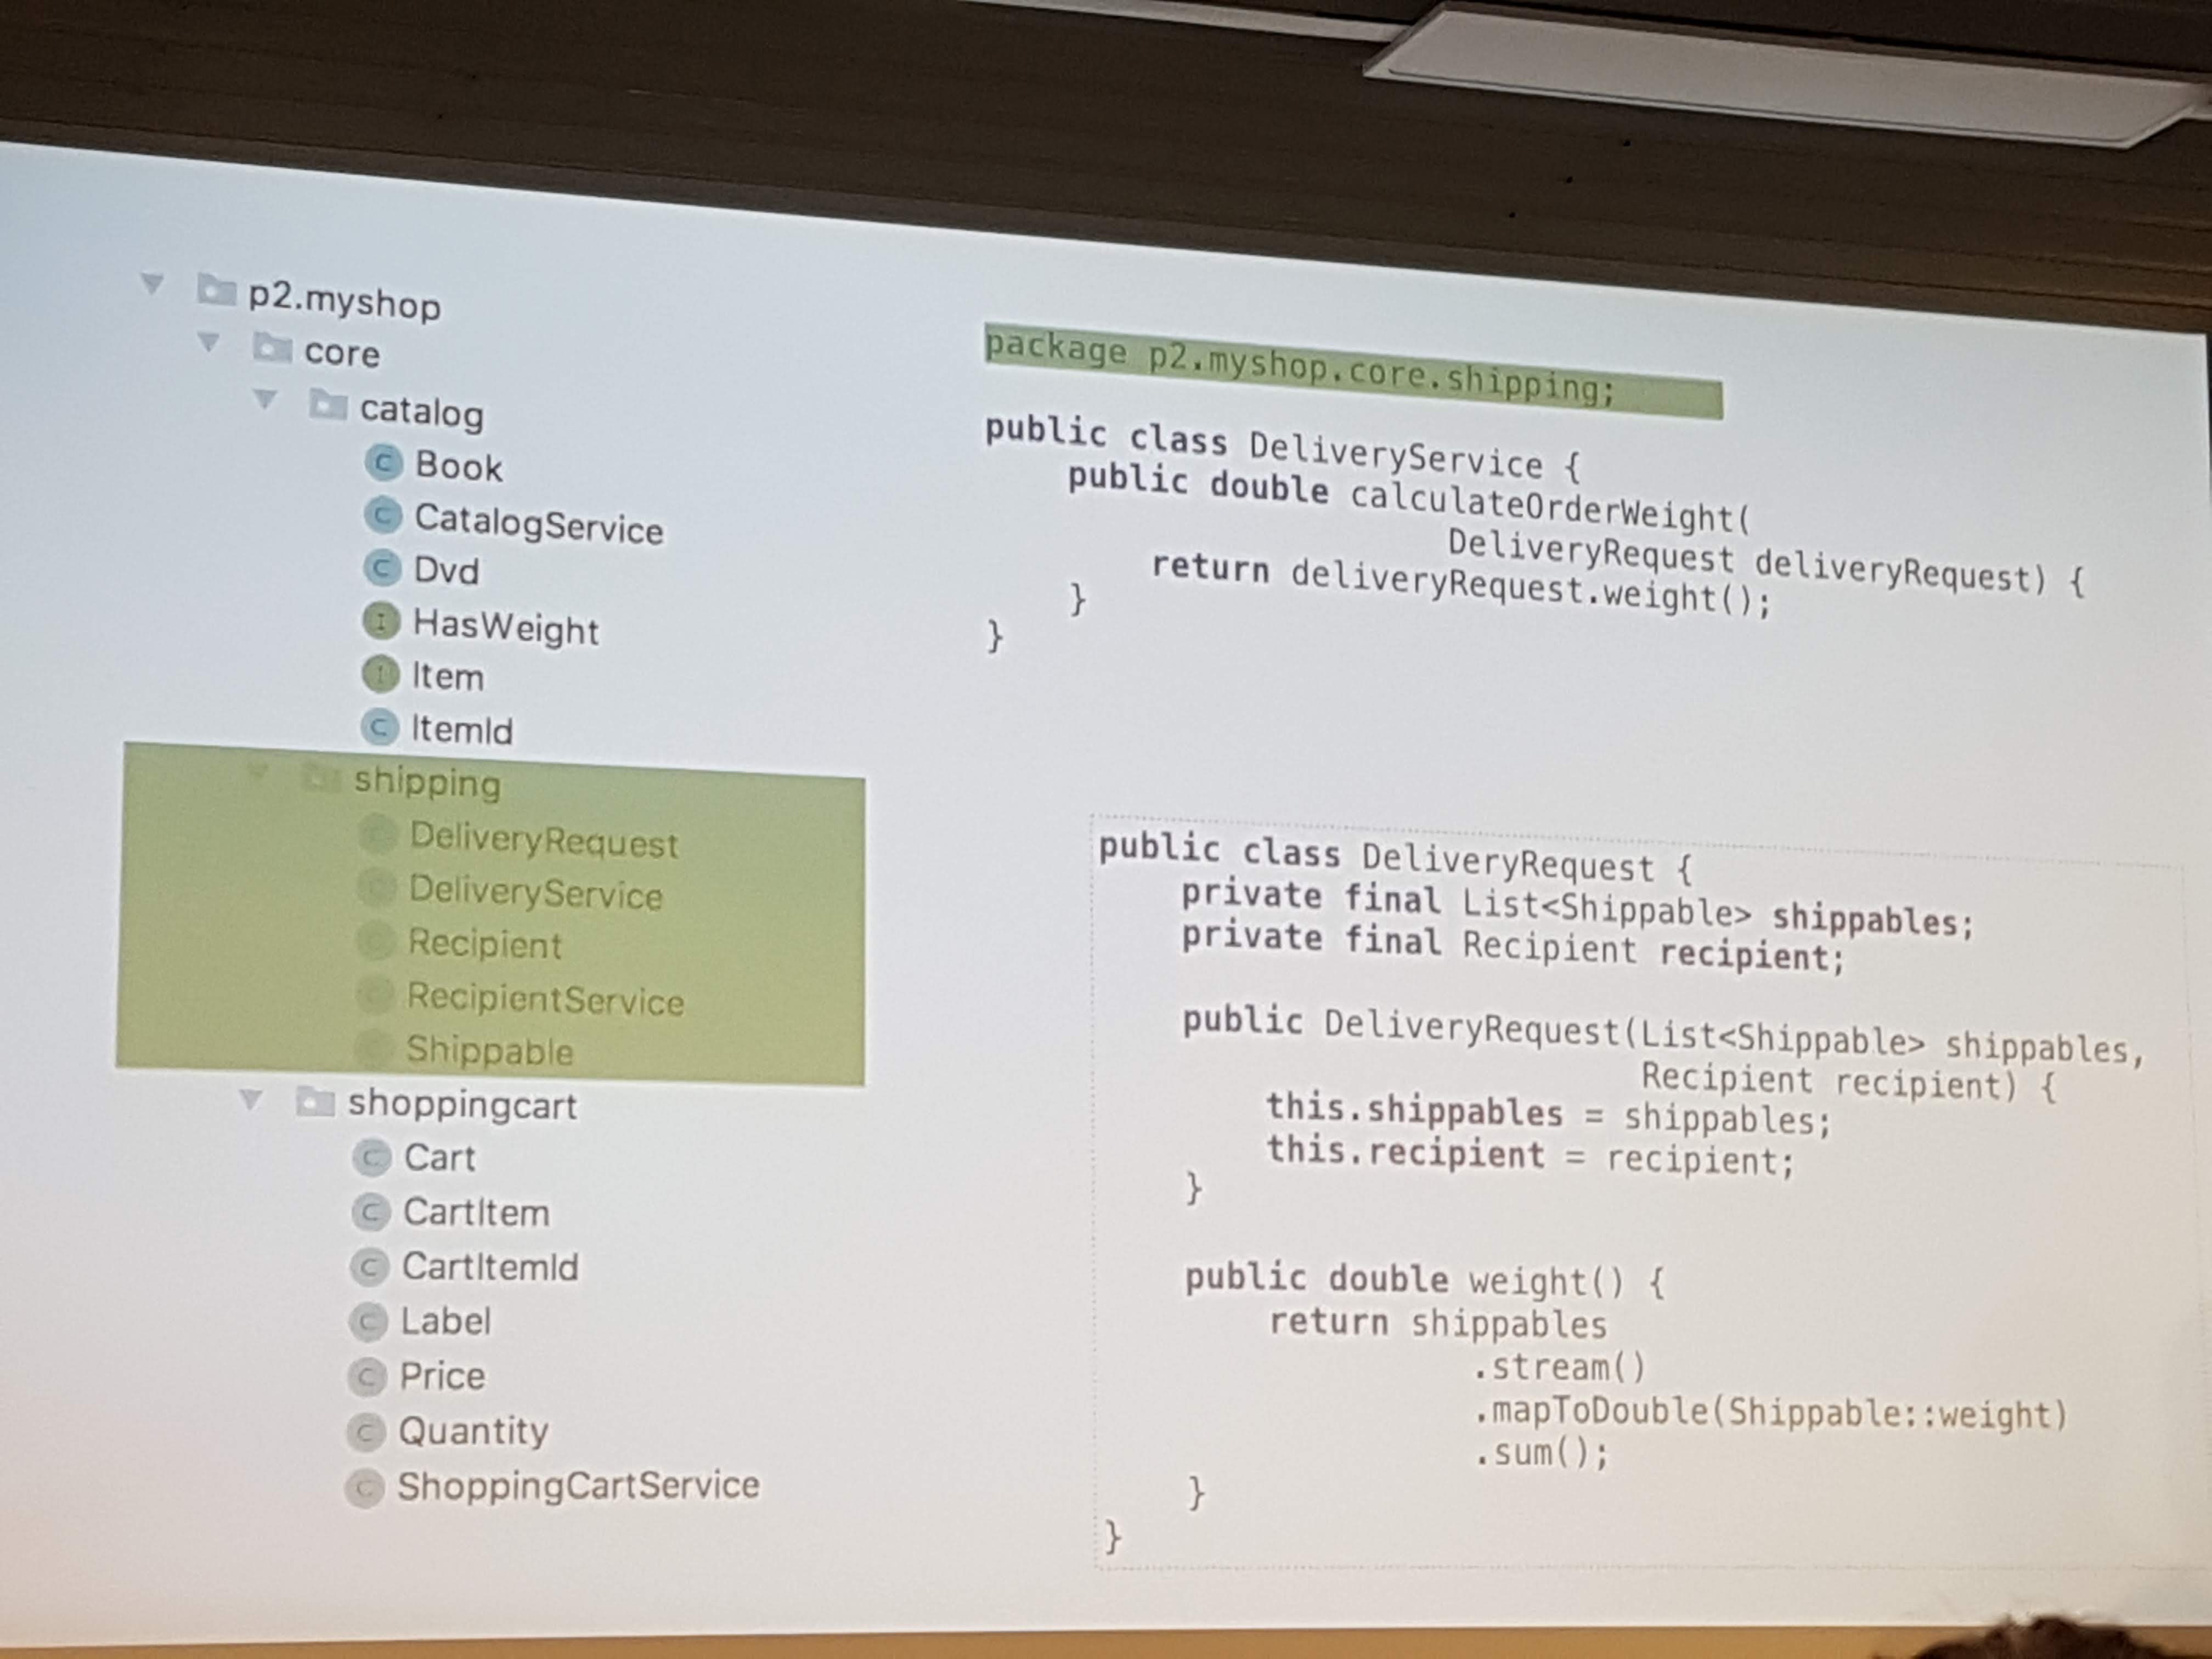 p2.myshop
core
catalog
C Book
C CatalogService
C Dvd
I HasWeight
I Item
C ItemId
shipping
DeliveryRequest
DeliveryService
Recipient
RecipientService
Shippable
shoppingcart
C Cart
C CartItem
C CartItemId
C Label
C Price
C Quantity
C ShoppingCartService
package p2.myshop.core.shipping;
public class DeliveryService {
public double calculateOrderWeight(
DeliveryRequest deliveryRequest) {
return deliveryRequest.weight();
}
}
public class DeliveryRequest {
private final List<Shippable> shippables;
private final Recipient recipient;
public DeliveryRequest(List<Shippable> shippables,
Recipient recipient) {
this.shippables = shippables;
this.recipient = recipient;
}
public double weight() {
return shippables
.stream()
.mapToDouble(Shippable::weight)
.sum();
}
}